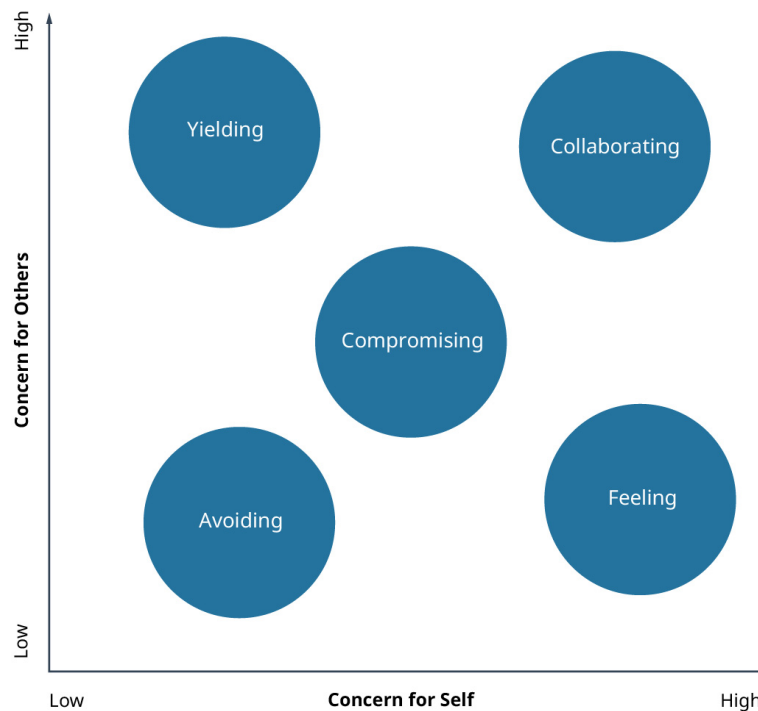 High
Yielding
Collaborating
Concern for Others
Compromising
Feeling
Avoiding
Low
Low
Concern for Self
High